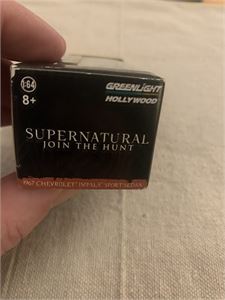 1:64
GREENLIGHT
8+
HOLLYWOOD
SUPERNATURAL
JOIN THE HUNT
1967 CHEVROLET IMPALA SPORT SEDAN